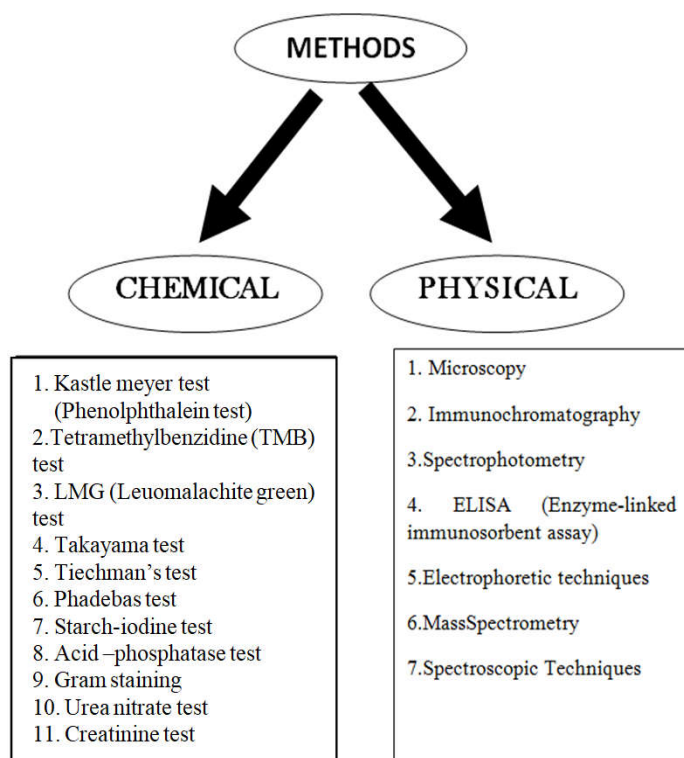 METHODS
CHEMICAL
PHYSICAL
1. Kastle meyer test
(Phenolphthalein test)
2.Tetramethylbenzidine (TMB)
test
3. LMG (Leuomalachite green)
test
4. Takayama test
5. Tiechman’s test
6. Phadebas test
7. Starch-iodine test
8. Acid –phosphatase test
9. Gram staining
10. Urea nitrate test
11. Creatinine test
1. Microscopy
2. Immunochromatography
3.Spectrophotometry
4. ELISA (Enzyme-linked
immunosorbent assay)
5.Electrophoretic techniques
6.MassSpectrometry
7.Spectroscopic Techniques